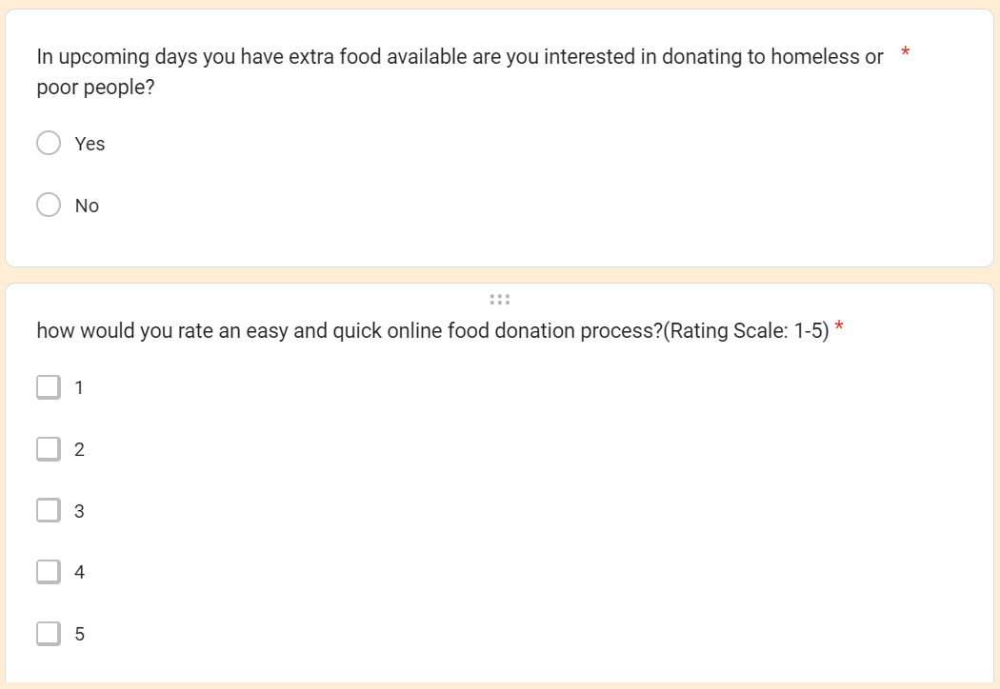 In upcoming days you have extra food available are you interested in donating to homeless or *
poor people?
Yes
No
how would you rate an easy and quick online food donation process?(Rating Scale: 1-5) *
1
2
3
4
5